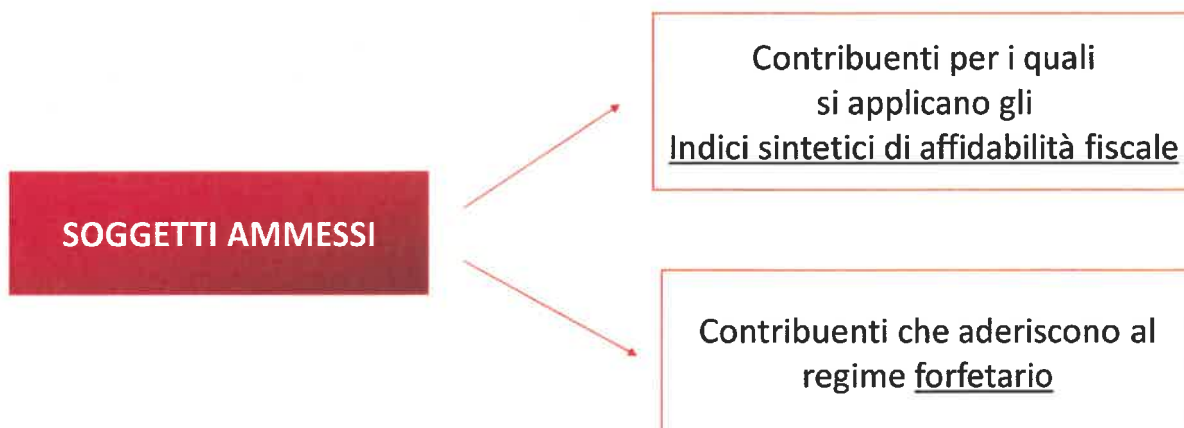 SOGGETTI AMMESSI
Contribuenti per i quali
si applicano gli
Indici sintetici di affidabilità fiscale
Contribuenti che aderiscono al
regime forfetario